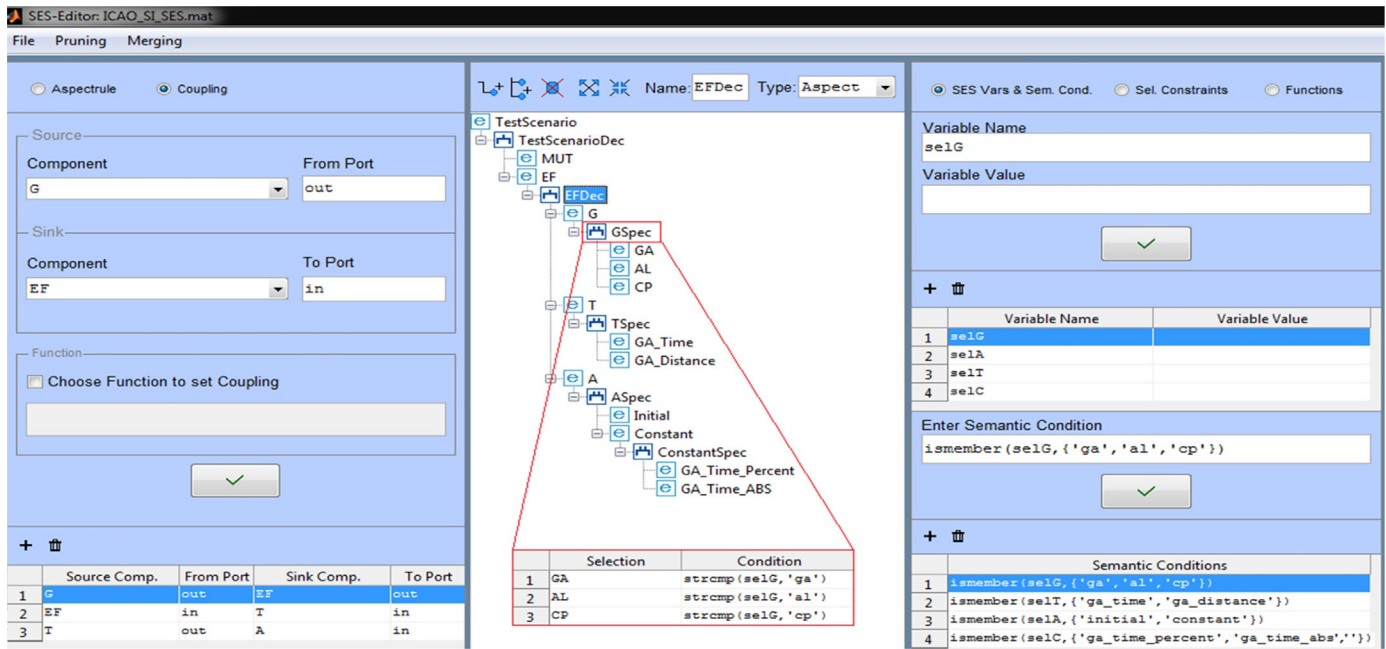 SES-Editor: ICAO_SI_SES.mat
File Pruning Merging
Aspectrule Coupling
Source
Component From Port
G out
Sink
Component To Port
EF in
Function
Choose Function to set Coupling
Source Comp. From Port Sink Comp. To Port
1 G out EF out
2 EF in T in
3 T out A in
Name: EFDec Type: Aspect
TestScenario
TestScenarioDec
MUT
EF
EFDec
G
GSpec
GA
AL
CP
T
TSpec
GA_Time
GA_Distance
A
ASpec
Initial
Constant
ConstantSpec
GA_Time_Percent
GA_Time_ABS
Selection Condition
1 GA strcmp(selG,'ga')
2 AL strcmp(selG,'al')
3 CP strcmp(selG,'cp')
SES Vars & Sem. Cond. Sel. Constraints Functions
Variable Name
selG
Variable Value
Variable Name Variable Value
1 selG
2 selA
3 selT
4 selC
Enter Semantic Condition
ismember(selG,{'ga','al','cp'})
Semantic Conditions
1 ismember(selG,{'ga','al','cp'})
2 ismember(selT,{'ga_time','ga_distance'})
3 ismember(selA,{'initial','constant'})
4 ismember(selC,{'ga_time_percent','ga_time_abs',''})